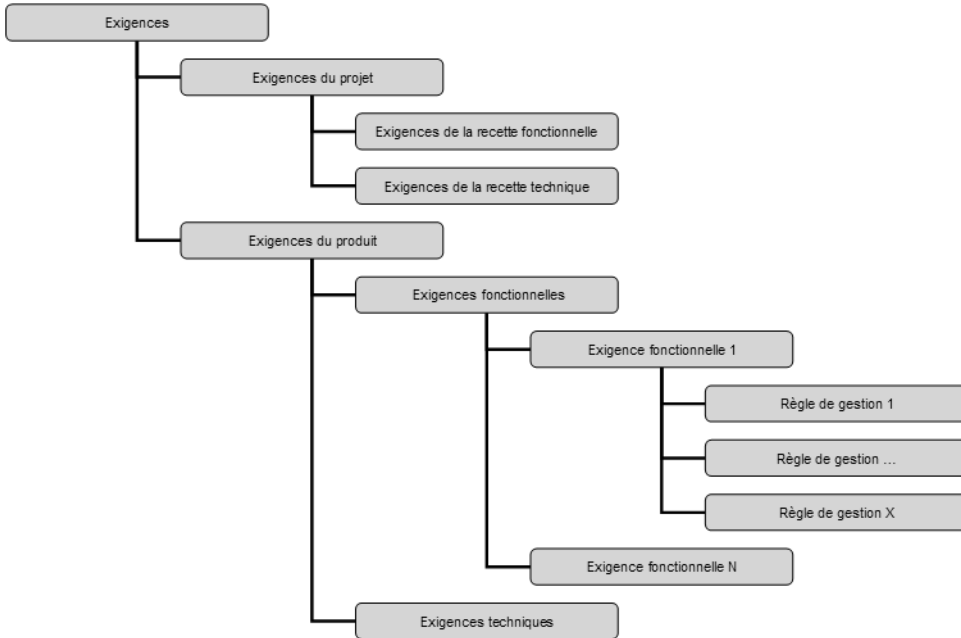 Exigences
Exigences du projet
Exigences de la recette fonctionnelle
Exigences de la recette technique
Exigences du produit
Exigences fonctionnelles
Exigence fonctionnelle 1
Règle de gestion 1
Règle de gestion ...
Règle de gestion X
Exigence fonctionnelle N
Exigences techniques